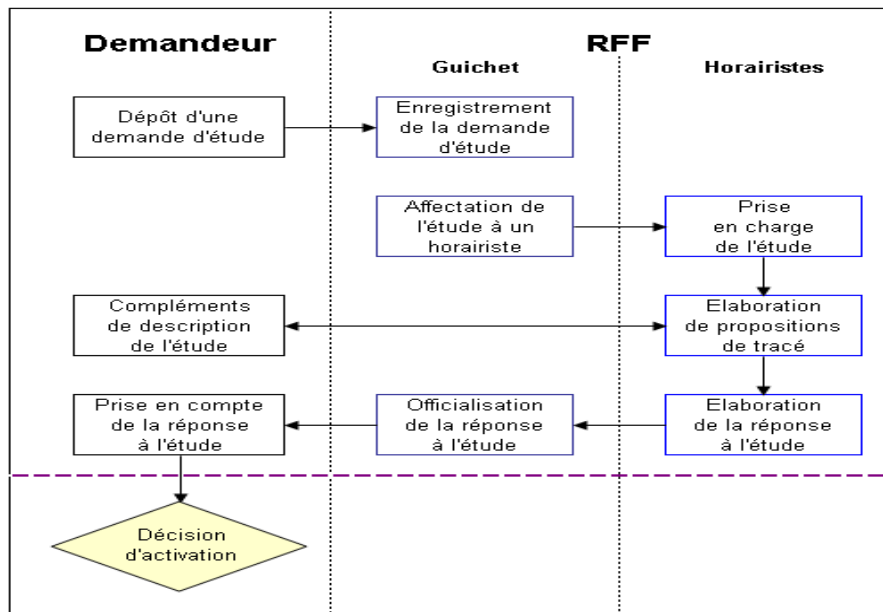 Demandeur
RFF
Guichet
Horairistes
Dépôt d'une
demande d'étude
Enregistrement
de la demande
d'étude
Affectation de
l'étude à un
horairiste
Prise
en charge
de l'étude
Compléments
de description
de l'étude
Elaboration
de propositions
de tracé
Prise en compte
de la réponse
à l'étude
Officialisation
de la réponse
à l'étude
Elaboration
de la réponse
à l'étude
Décision
d'activation